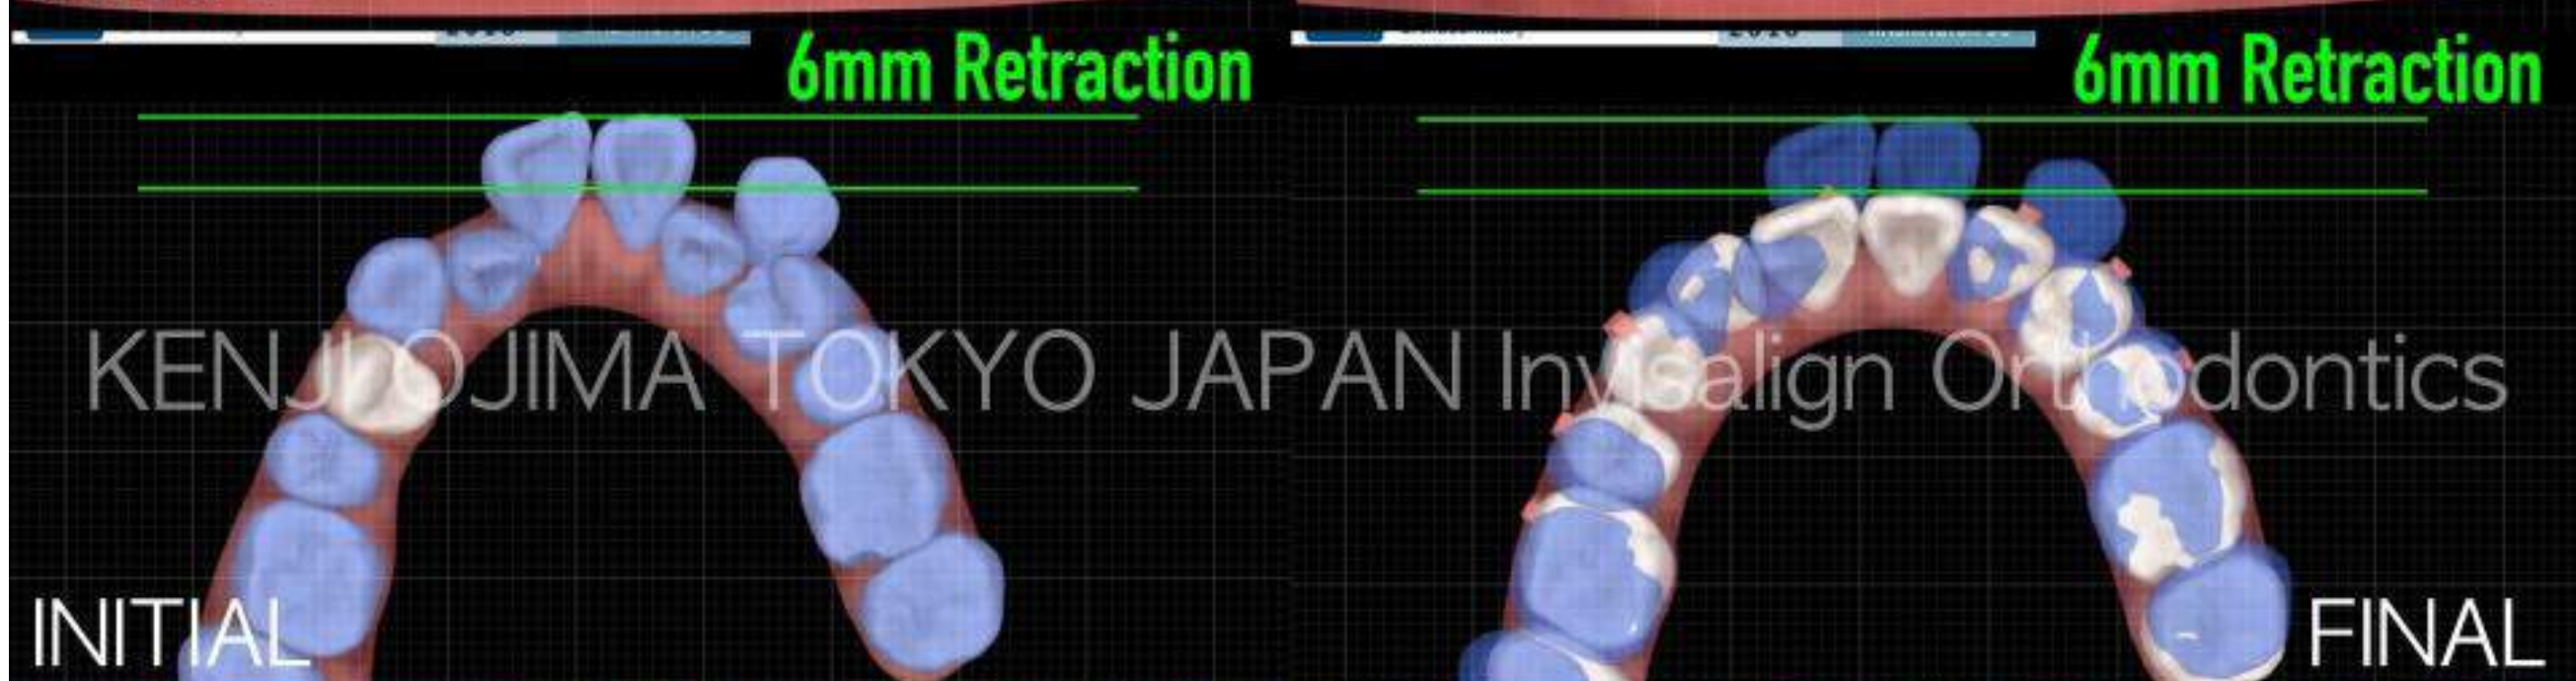 6mm Retraction
6mm Retraction
KENJI OJIMA TOKYO JAPAN Invisalign Orthodontics
INITIAL
FINAL